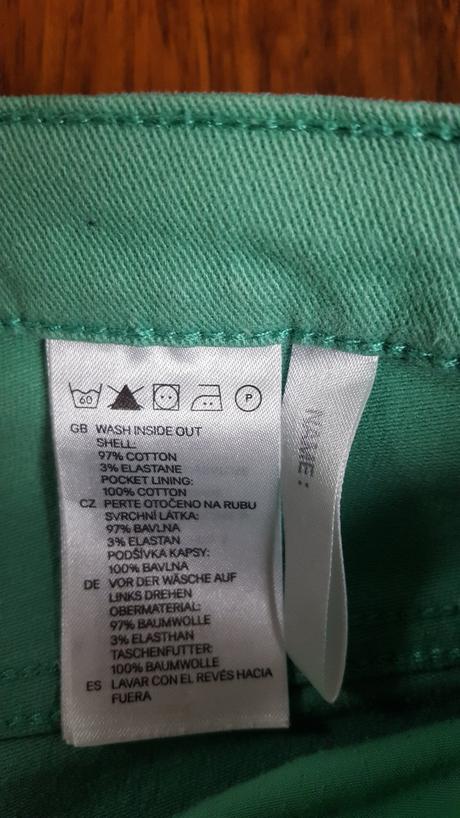 60
P
GB WASH INSIDE OUT
SHELL:
97% COTTON
3% ELASTANE
POCKET LINING:
100% COTTON
CZ PERTE OTOČENO NA RUBU
SVRCHNÍ LÁTKA:
97% BAVLNA
3% ELASTAN
PODŠÍVKA KAPSY:
100% BAVLNA
DE VOR DER WÄSCHE AUF
LINKS DREHEN
OBERMATERIAL:
97% BAUMWOLLE
3% ELASTHAN
TASCHENFUTTER:
100% BAUMWOLLE
ES LAVAR CON EL REVÉS HACIA
FUERA
NAME: